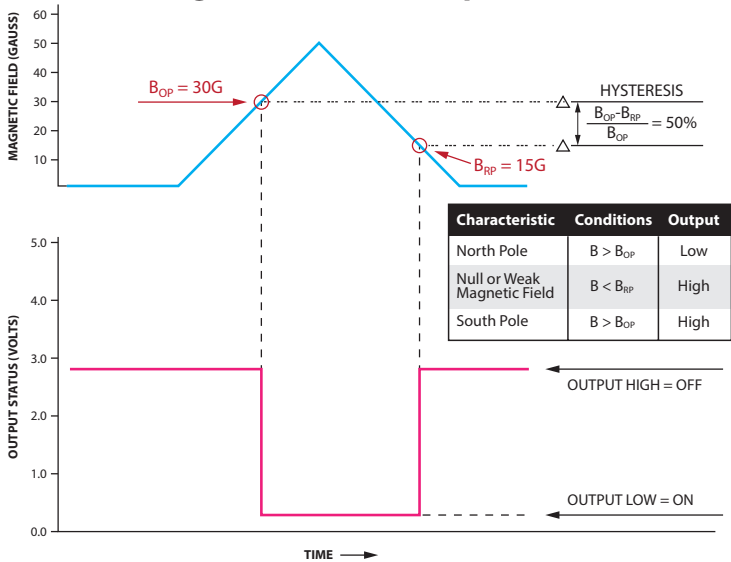 MAGNETIC FIELD (GAUSS)
60
50
40
30
20
10
B_OP = 30G
B_RP = 15G
HYSTERESIS
B_OP-B_RP
B_OP
= 50%
Characteristic Conditions Output
North Pole B > B_OP Low
Null or Weak
Magnetic Field B < B_RP High
South Pole B > B_OP High
OUTPUT STATUS (VOLTS)
5.0
4.0
3.0
2.0
1.0
0.0
OUTPUT HIGH = OFF
OUTPUT LOW = ON
TIME